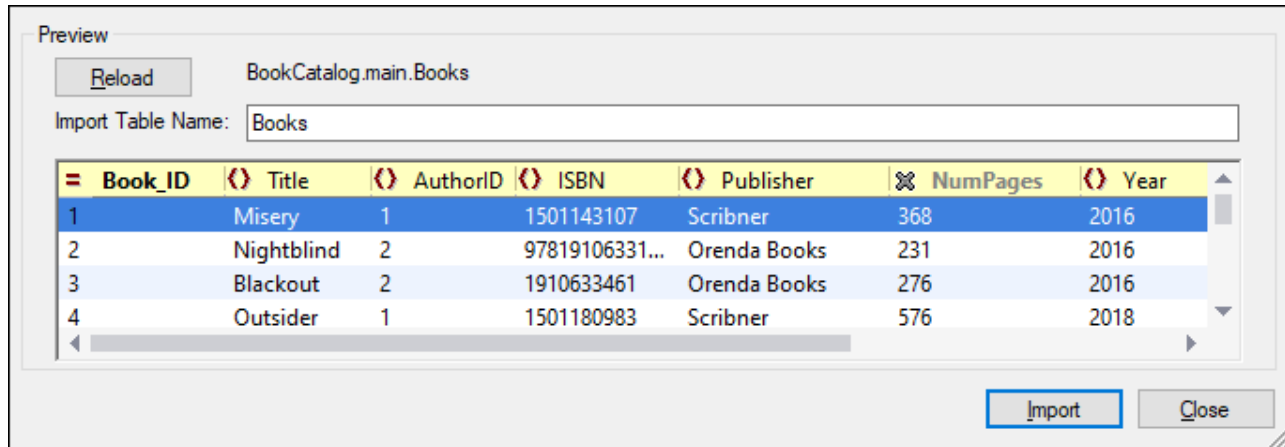 Preview
Reload BookCatalog.main.Books
Import Table Name: Books
= Book_ID <> Title <> AuthorID <> ISBN <> Publisher NumPages <> Year
1 Misery 1 1501143107 Scribner 368 2016
2 Nightblind 2 97819106331... Orenda Books 231 2016
3 Blackout 2 1910633461 Orenda Books 276 2016
4 Outsider 1 1501180983 Scribner 576 2018
Import Close